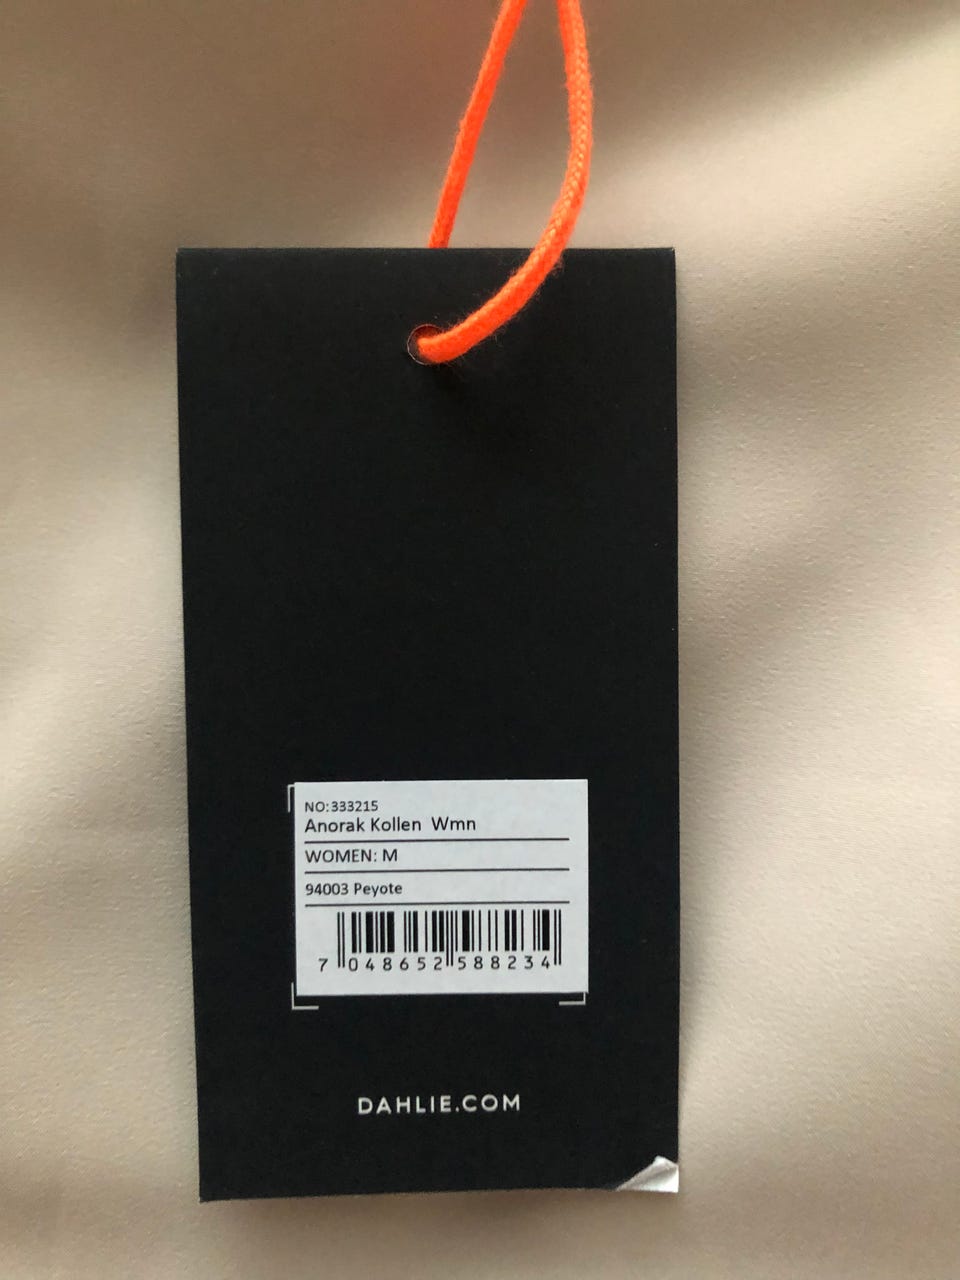 NO:333215
Anorak Kollen Wmn
WOMEN: M
94003 Peyote
7 048652 588234
DAHLIE.COM